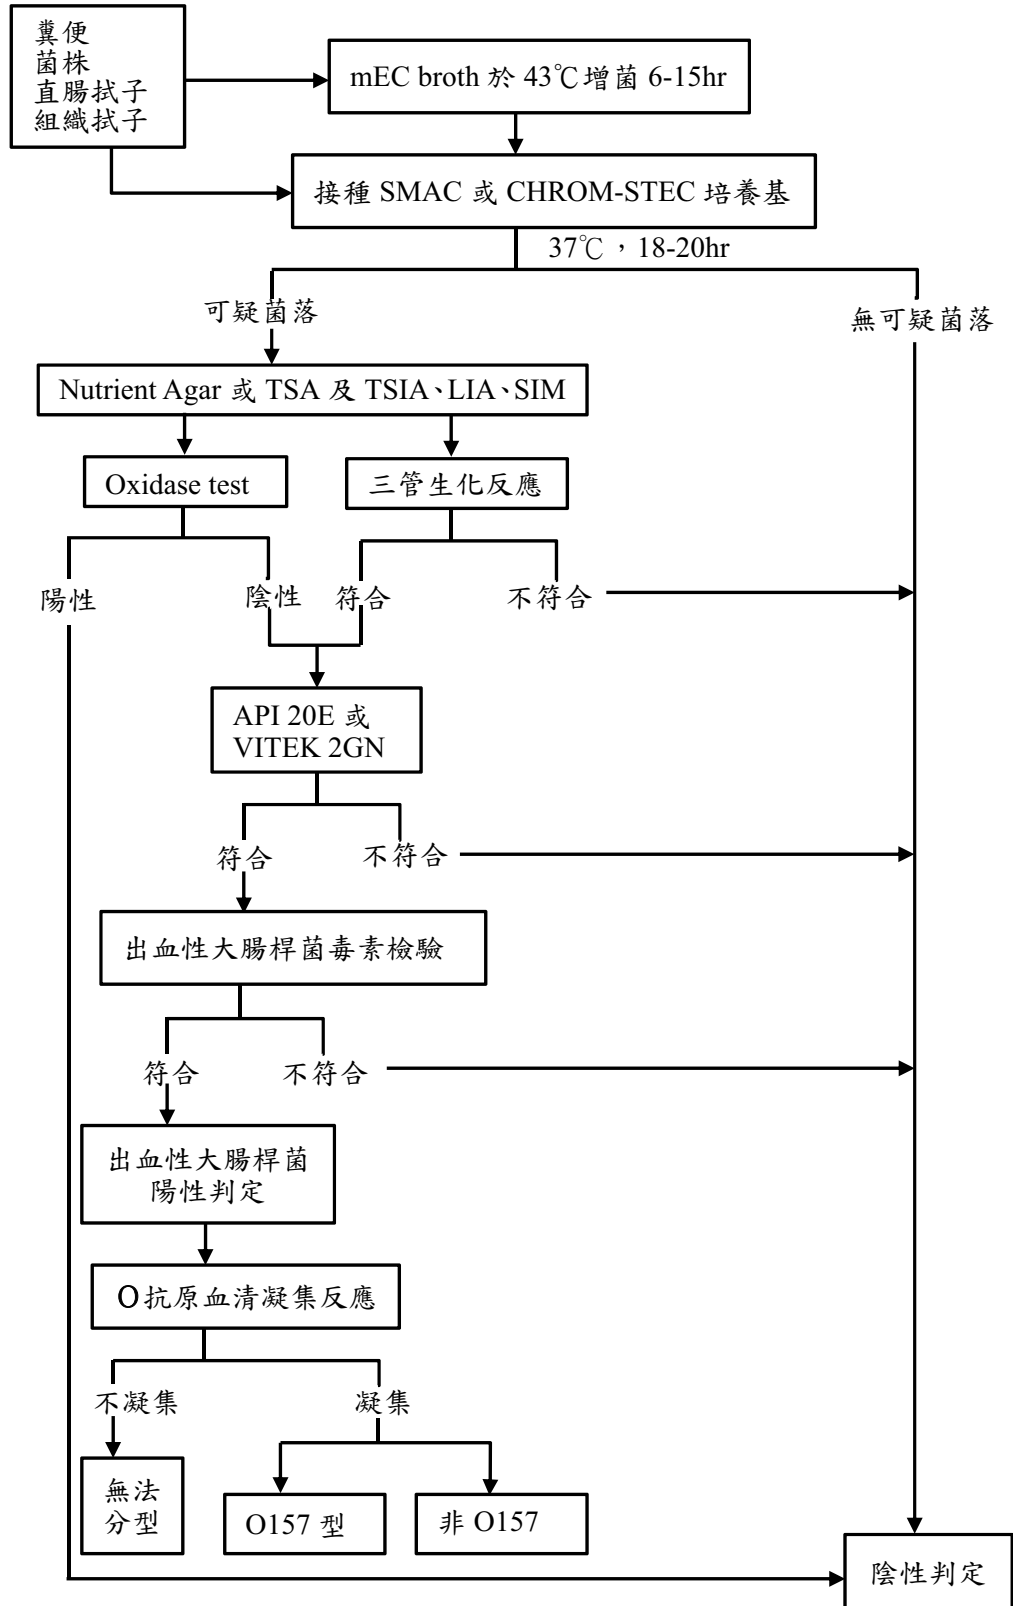 糞便
菌株
直腸拭子
組織拭子
mEC broth 於 43℃增菌 6-15hr
接種 SMAC 或 CHROM-STEC 培養基
37℃，18-20hr
可疑菌落
無可疑菌落
Nutrient Agar 或 TSA 及 TSIA、LIA、SIM
Oxidase test
三管生化反應
陽性
陰性
符合
不符合
API 20E 或
VITEK 2GN
符合
不符合
出血性大腸桿菌毒素檢驗
符合
不符合
出血性大腸桿菌
陽性判定
O抗原血清凝集反應
不凝集
凝集
無法
分型
O157 型
非 O157
陰性判定